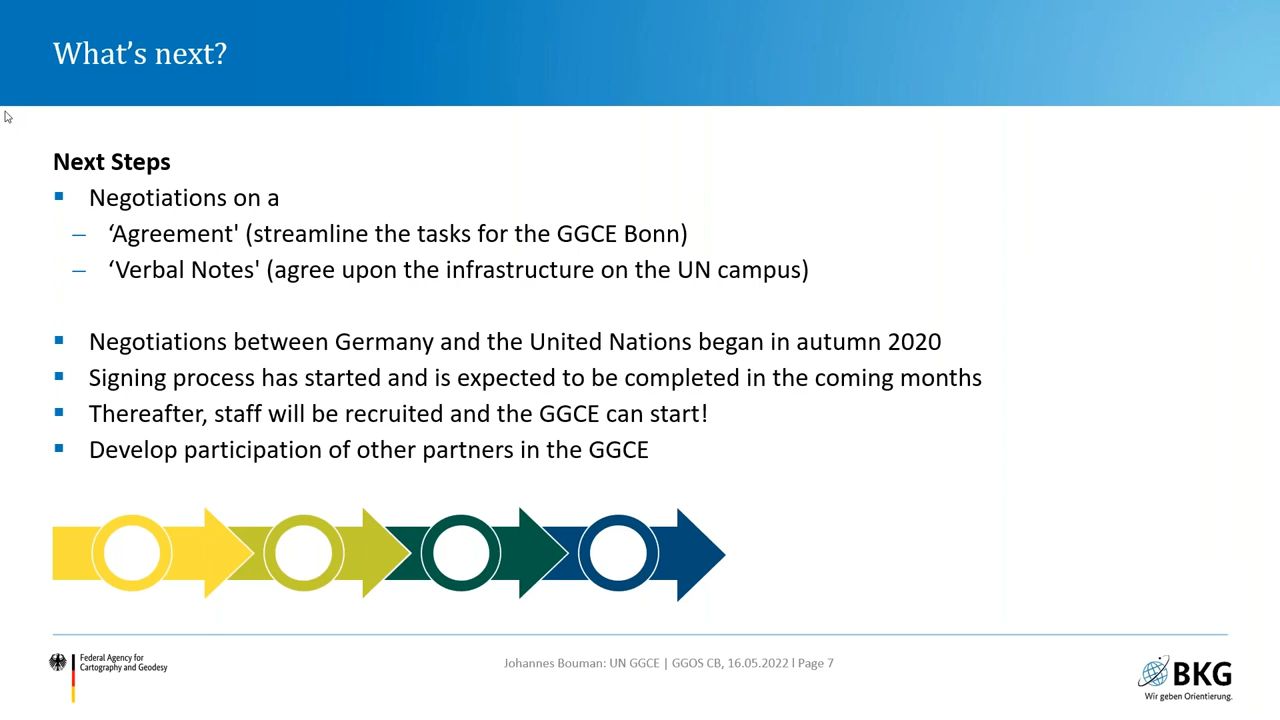 What’s next?
Next Steps
▪ Negotiations on a
– ‘Agreement' (streamline the tasks for the GGCE Bonn)
– ‘Verbal Notes' (agree upon the infrastructure on the UN campus)
▪ Negotiations between Germany and the United Nations began in autumn 2020
▪ Signing process has started and is expected to be completed in the coming months
▪ Thereafter, staff will be recruited and the GGCE can start!
▪ Develop participation of other partners in the GGCE
Federal Agency for
Cartography and Geodesy
Johannes Bouman: UN GGCE | GGOS CB, 16.05.2022 l Page 7
BKG
Wir geben Orientierung.